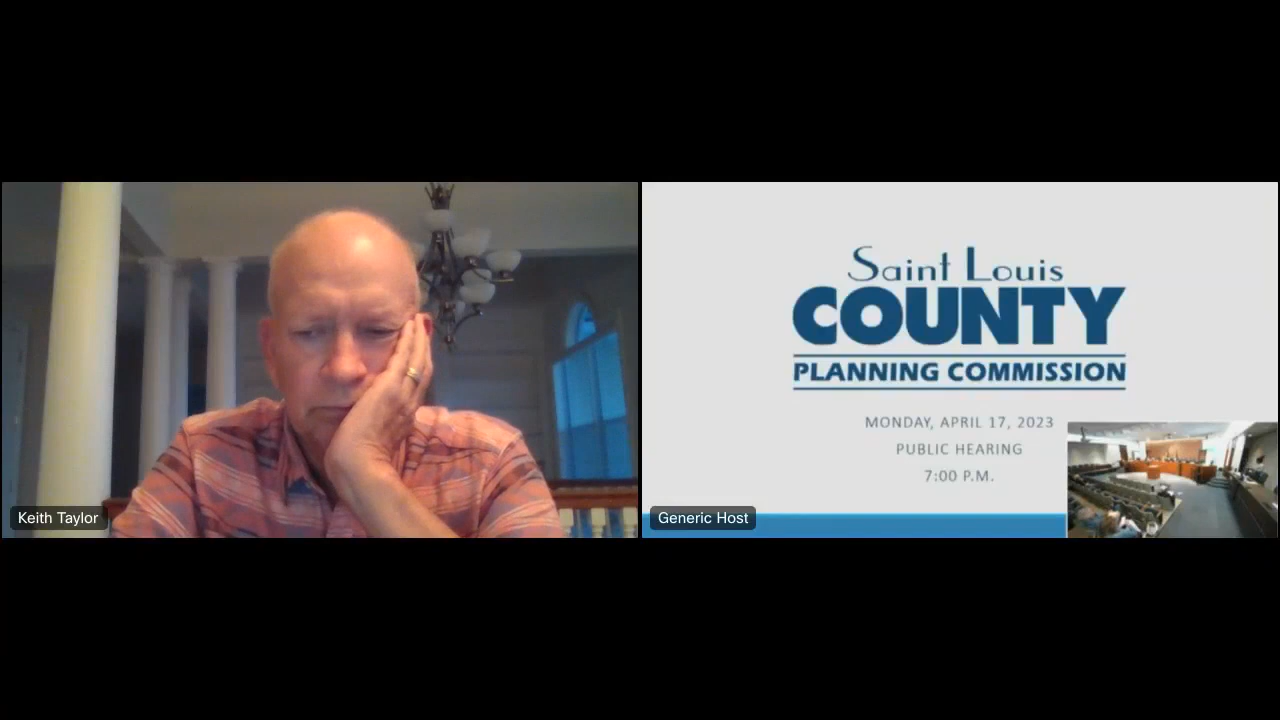 Keith Taylor
Saint Louis
COUNTY
PLANNING COMMISSION
MONDAY, APRIL 17, 2023
PUBLIC HEARING
7:00 P.M.
Generic Host